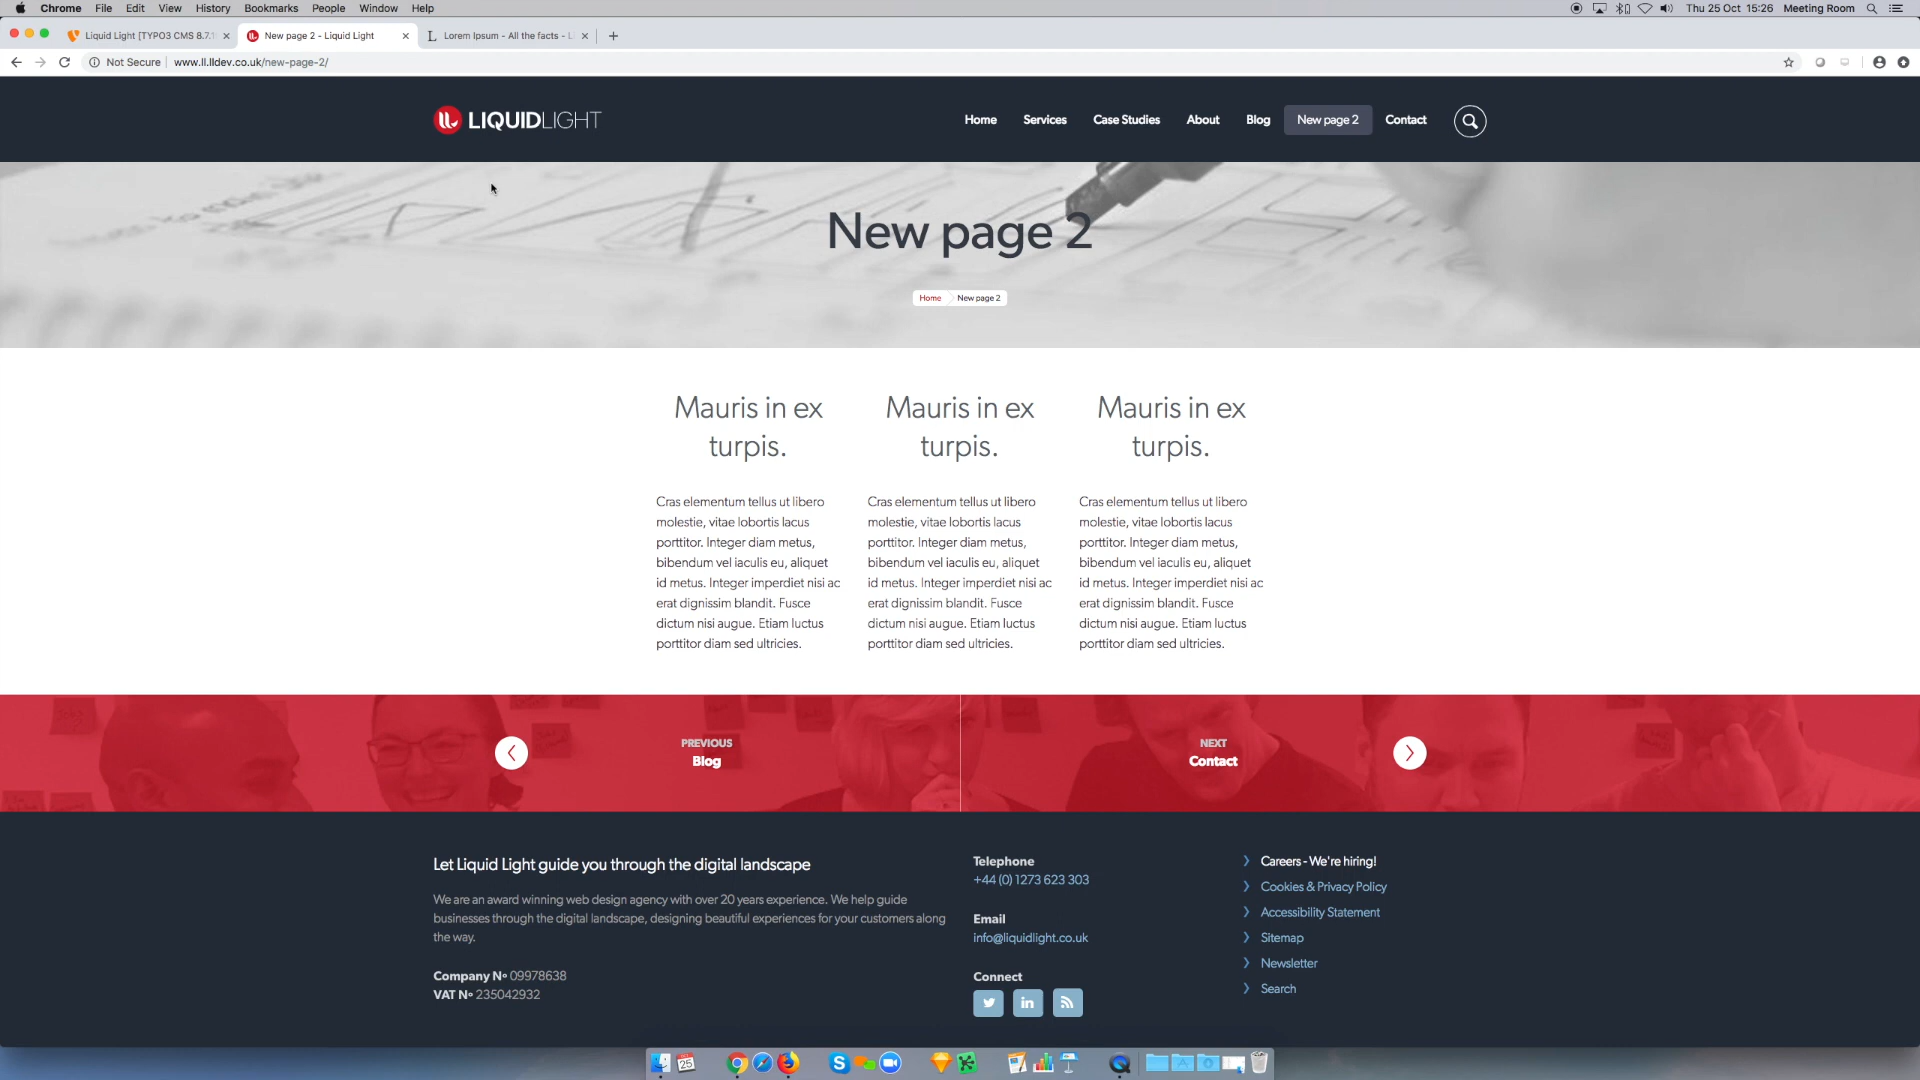 Chrome File Edit View History Bookmarks People Window Help
Thu 25 Oct 15:26 Meeting Room
Liquid Light [TYPO3 CMS 8.7.1
New page 2 - Liquid Light
Lorem Ipsum - All the facts - L
Not Secure www.ll.lldev.co.uk/new-page-2/
LIQUIDLIGHT
Home Services Case Studies About Blog New page 2 Contact
New page 2
Home New page 2
Mauris in ex
turpis.
Cras elementum tellus ut libero
molestie, vitae lobortis lacus
porttitor. Integer diam metus,
bibendum vel iaculis eu, aliquet
id metus. Integer imperdiet nisi ac
erat dignissim blandit. Fusce
dictum nisi augue. Etiam luctus
porttitor diam sed ultricies.
Mauris in ex
turpis.
Cras elementum tellus ut libero
molestie, vitae lobortis lacus
porttitor. Integer diam metus,
bibendum vel iaculis eu, aliquet
id metus. Integer imperdiet nisi ac
erat dignissim blandit. Fusce
dictum nisi augue. Etiam luctus
porttitor diam sed ultricies.
Mauris in ex
turpis.
Cras elementum tellus ut libero
molestie, vitae lobortis lacus
porttitor. Integer diam metus,
bibendum vel iaculis eu, aliquet
id metus. Integer imperdiet nisi ac
erat dignissim blandit. Fusce
dictum nisi augue. Etiam luctus
porttitor diam sed ultricies.
PREVIOUS
Blog
NEXT
Contact
Let Liquid Light guide you through the digital landscape
We are an award winning web design agency with over 20 years experience. We help guide
businesses through the digital landscape, designing beautiful experiences for your customers along
the way.
Company Nº 09978638
VAT Nº 235042932
Telephone
+44 (0) 1273 623 303
Email
info@liquidlight.co.uk
Connect
Careers - We're hiring!
Cookies & Privacy Policy
Accessibility Statement
Sitemap
Newsletter
Search
25